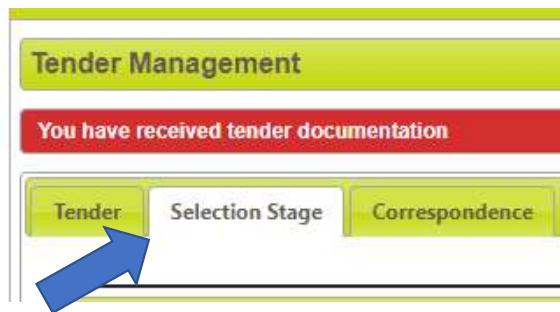 Tender Management
You have received tender documentation
Tender Selection Stage Correspondence